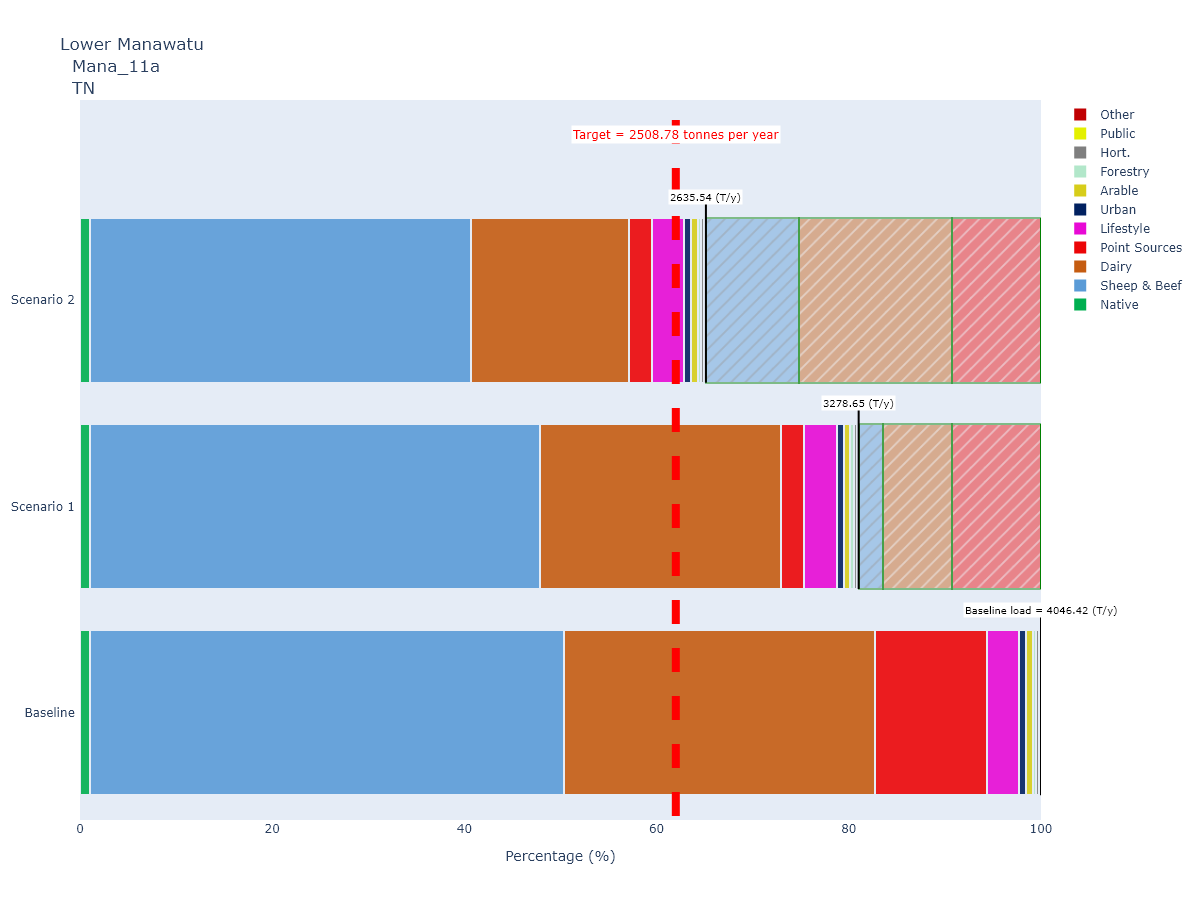 Lower Manawatu
Mana_11a
TN
Target = 2508.78 tonnes per year
2635.54 (T/y)
Scenario 2
3278.65 (T/y)
Scenario 1
Baseline load = 4046.42 (T/y)
Baseline
0 20 40 60 80 100
Percentage (%)
Other
Public
Hort.
Forestry
Arable
Urban
Lifestyle
Point Sources
Dairy
Sheep & Beef
Native